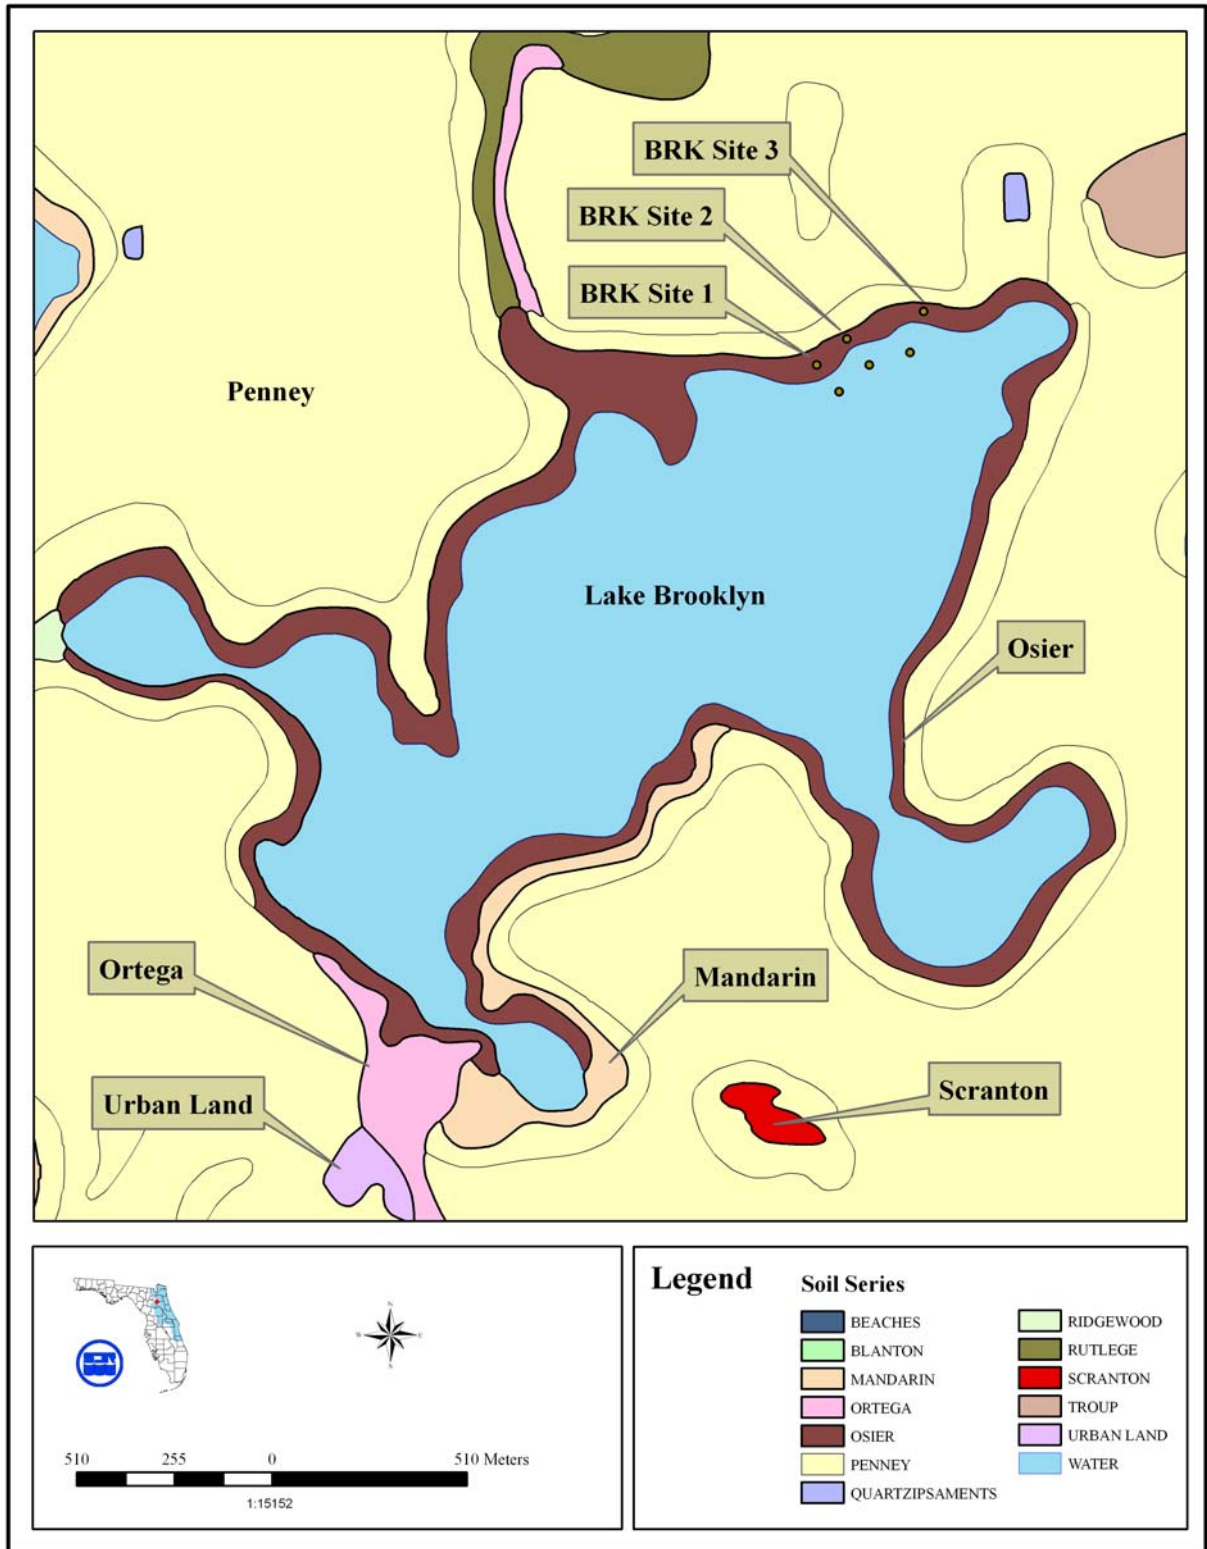 BRK Site 3
BRK Site 2
BRK Site 1
Penney
Lake Brooklyn
Osier
Ortega
Mandarin
Urban Land
Scranton
N
W E
510 255 0 510 Meters
1:15152
Legend
Soil Series
BEACHES
BLANTON
MANDARIN
ORTEGA
OSIER
PENNEY
QUARTZIPSAMENTS
RIDGEWOOD
RUTLEGE
SCRANTON
TROUP
URBAN LAND
WATER